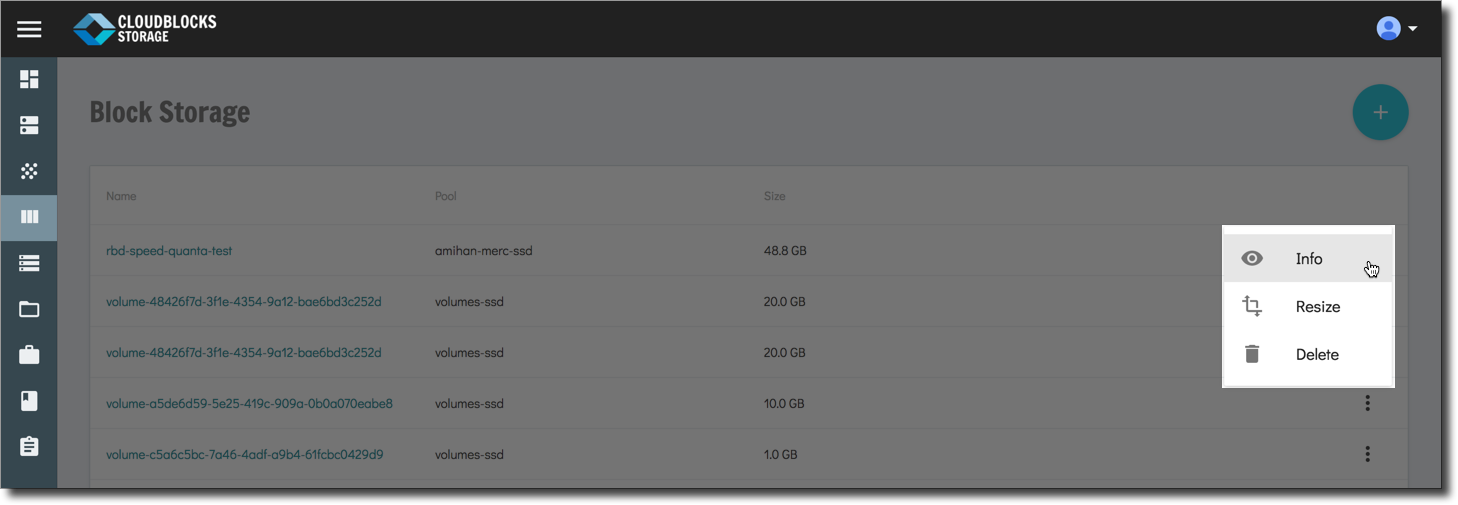 CLOUDBLOCKS
STORAGE
Block Storage
Name Pool Size
rbd-speed-quanta-test amihan-merc-ssd 48.8 GB
volume-48426f7d-3f1e-4354-9a12-bae6bd3c252d volumes-ssd 20.0 GB
volume-48426f7d-3f1e-4354-9a12-bae6bd3c252d volumes-ssd 20.0 GB
volume-a5de6d59-5e25-419c-909a-0b0a070eabe8 volumes-ssd 10.0 GB
volume-c5a6c5bc-7a46-4adf-a9b4-61fcbc0429d9 volumes-ssd 1.0 GB
Info
Resize
Delete